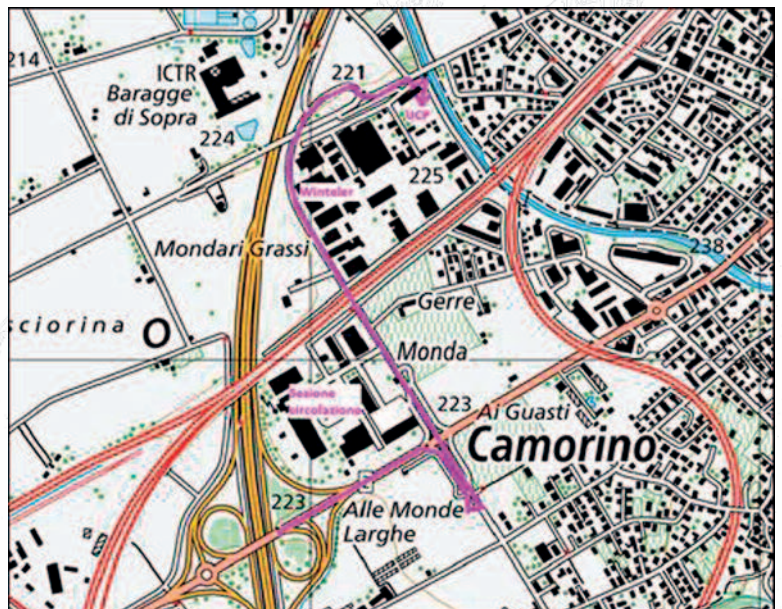 214
ICTR
Baragge
di Sopra
221
UCP
224
225
Winteler
Mondari Grassi
238
Gerre
sciorina
O
Monda
Sezione
circolazione
223
Ai Guasti
Camorino
223
Alle Monde
Larghe